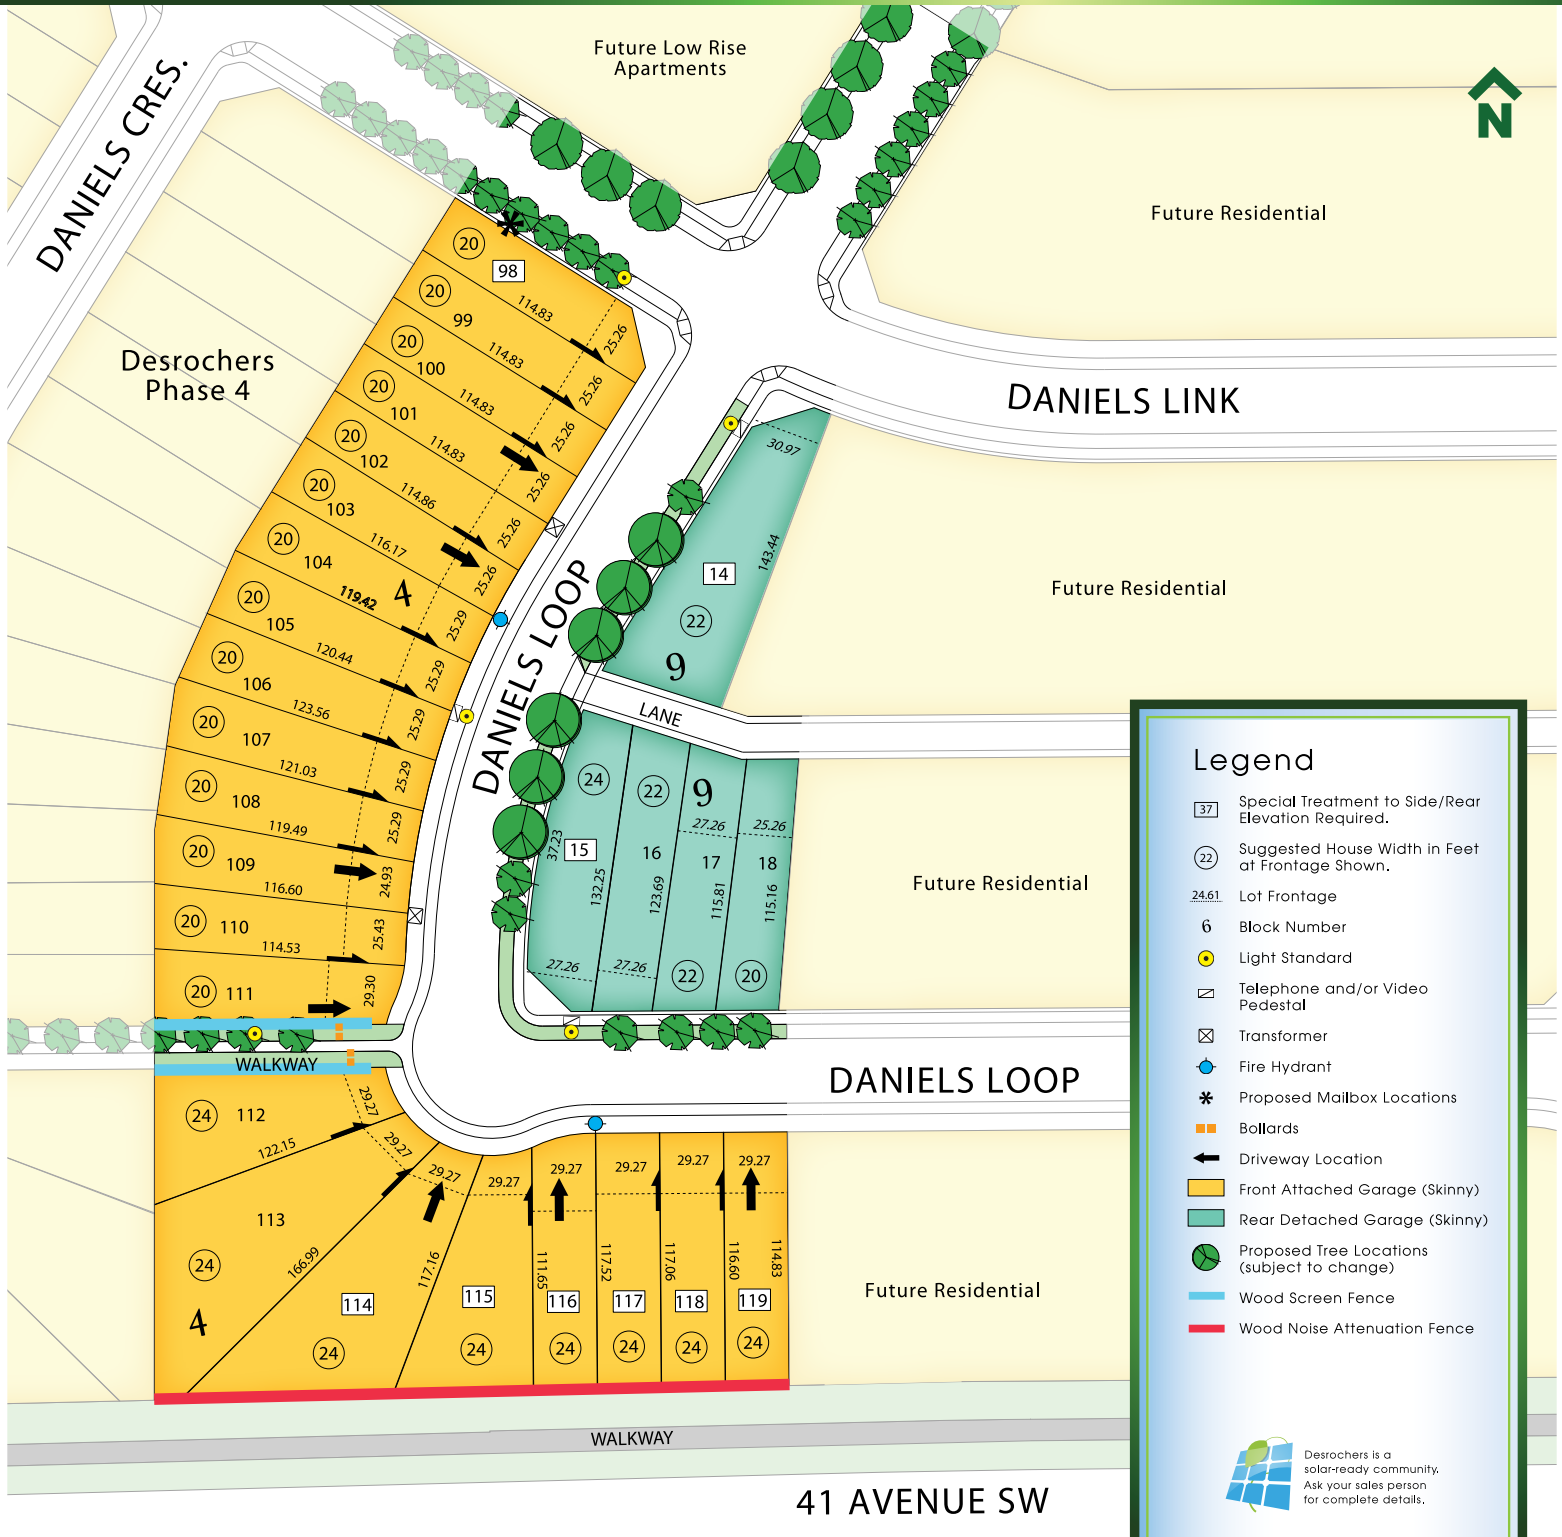 Future Low Rise
Apartments
N
DANIELS CRES.
Future Residential
20
98
114.83
25.26
20
99
114.83
25.26
20
100
114.83
25.26
20
101
114.83
25.26
20
102
114.86
25.26
20
103
116.17
25.26
20
104
119.42
4
25.29
20
105
120.44
25.29
20
106
123.56
25.29
20
107
121.03
25.29
20
108
119.49
25.29
20
109
116.60
24.93
20
110
114.53
25.43
20
111
29.30
Desrochers
Phase 4
DANIELS LINK
30.97
143.44
14
22
9
Future Residential
DANIELS LOOP
LANE
24
22
9
27.26
25.26
37.23
15
16
17
18
132.25
123.69
115.81
115.16
27.26
27.26
22
20
Future Residential
WALKWAY
DANIELS LOOP
24
112
29.27
122.15
29.27
113
24
166.99
4
29.27
114
24
117.16
29.27
115
24
111.65
29.27
116
24
117.52
29.27
117
24
117.06
29.27
118
24
116.60
29.27
114.83
119
24
Future Residential
WALKWAY
41 AVENUE SW
Legend
37
Special Treatment to Side/Rear
Elevation Required.
22
Suggested House Width in Feet
at Frontage Shown.
24.61
Lot Frontage
6
Block Number
Light Standard
Telephone and/or Video
Pedestal
Transformer
Fire Hydrant
Proposed Mailbox Locations
Bollards
Driveway Location
Front Attached Garage (Skinny)
Rear Detached Garage (Skinny)
Proposed Tree Locations
(subject to change)
Wood Screen Fence
Wood Noise Attenuation Fence
Desrochers is a
solar-ready community.
Ask your sales person
for complete details.